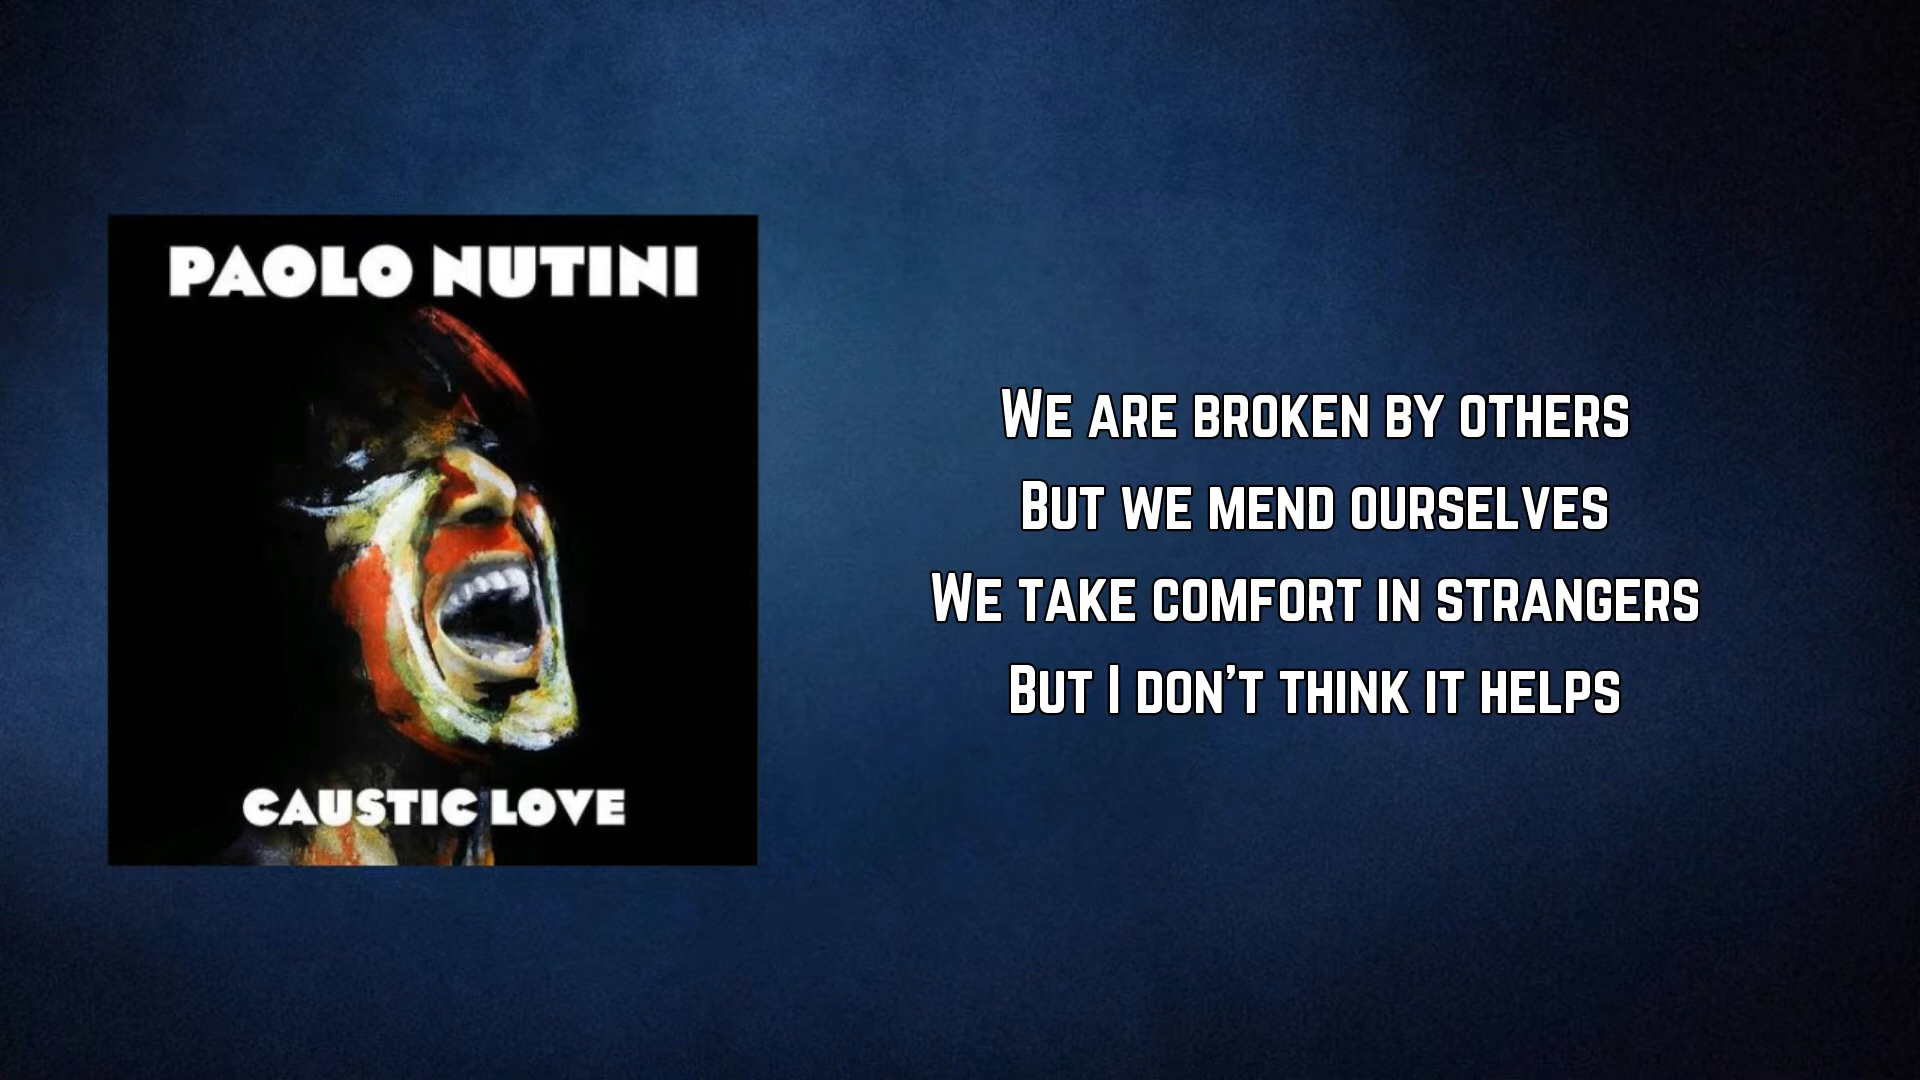 PAOLO NUTINI
CAUSTIC LOVE
We are broken by others
But we mend ourselves
We take comfort in strangers
But I don't think it helps